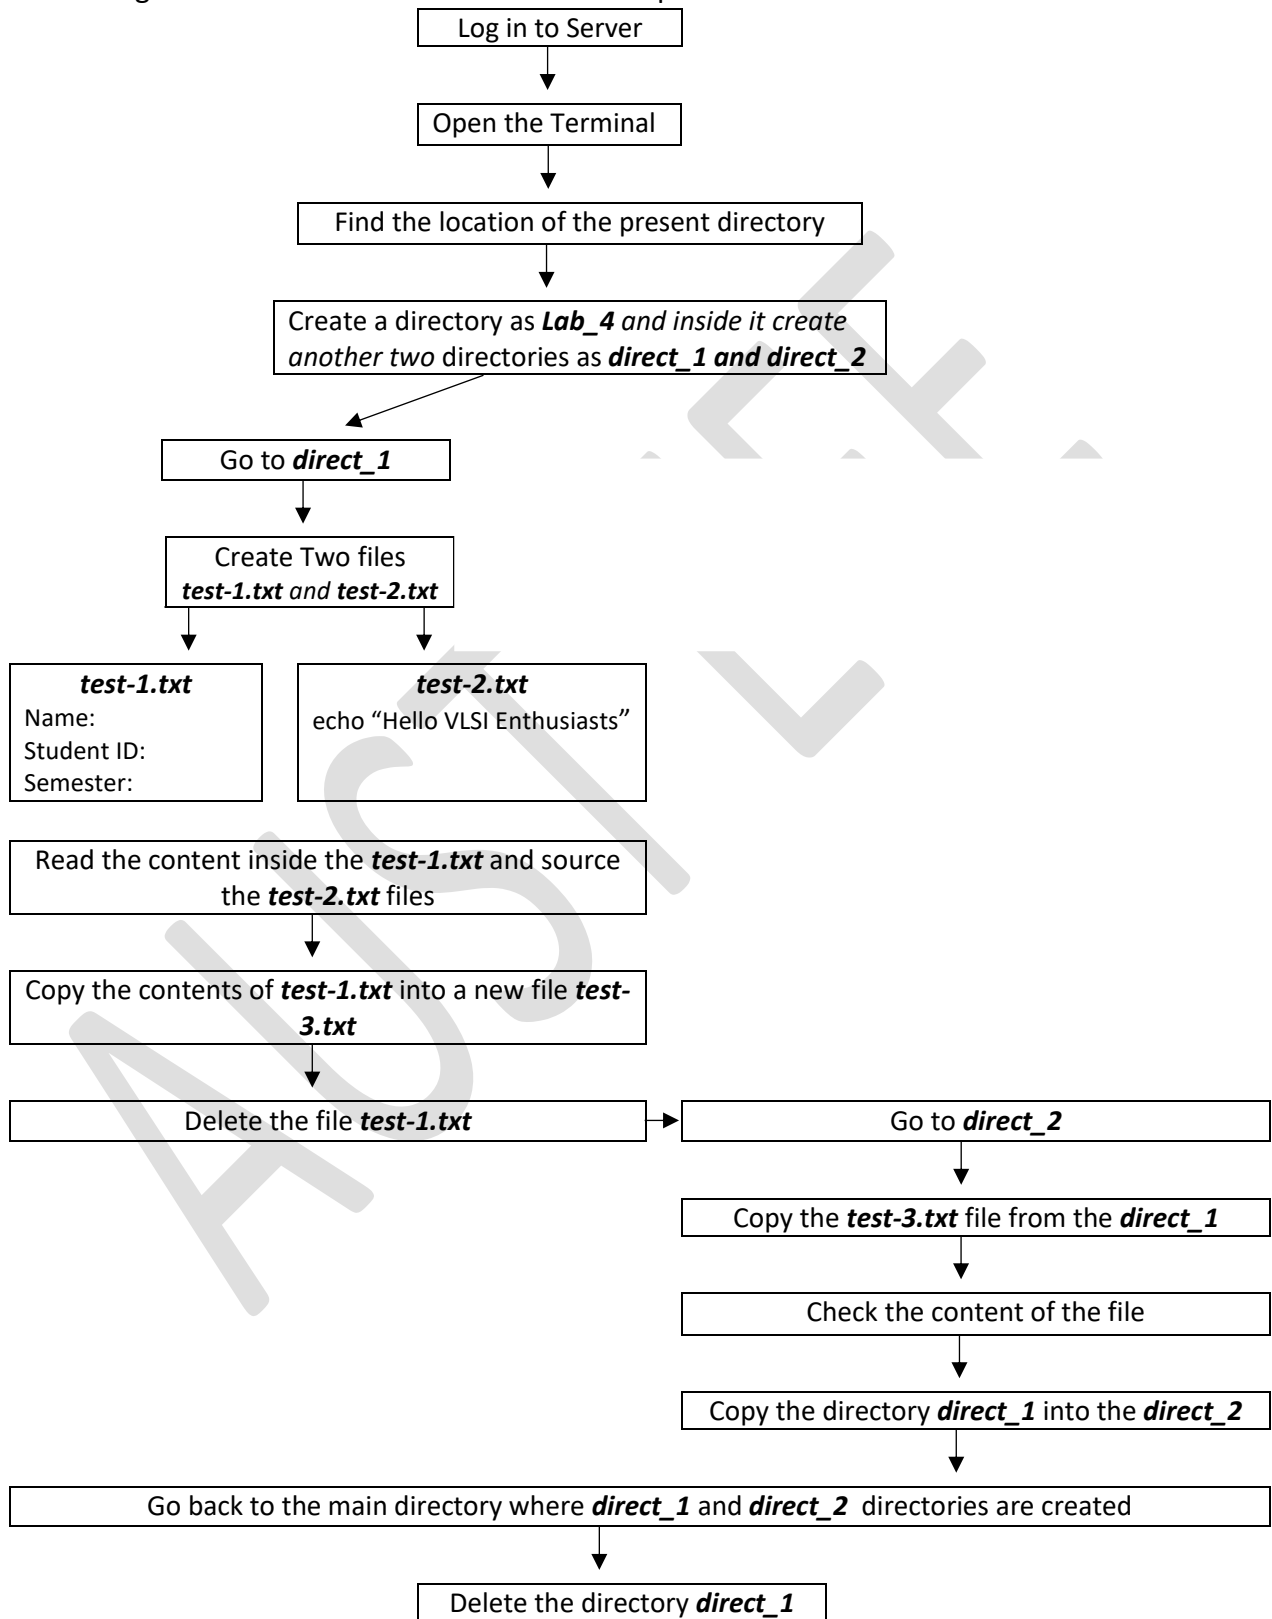 Log in to Server
Open the Terminal
Find the location of the present directory
Create a directory as Lab_4 and inside it create
another two directories as direct_1 and direct_2
Go to direct_1
Create Two files
test-1.txt and test-2.txt
test-1.txt
Name:
Student ID:
Semester:
test-2.txt
echo “Hello VLSI Enthusiasts”
Read the content inside the test-1.txt and source
the test-2.txt files
Copy the contents of test-1.txt into a new file test-
3.txt
Delete the file test-1.txt
Go to direct_2
Copy the test-3.txt file from the direct_1
Check the content of the file
Copy the directory direct_1 into the direct_2
Go back to the main directory where direct_1 and direct_2 directories are created
Delete the directory direct_1